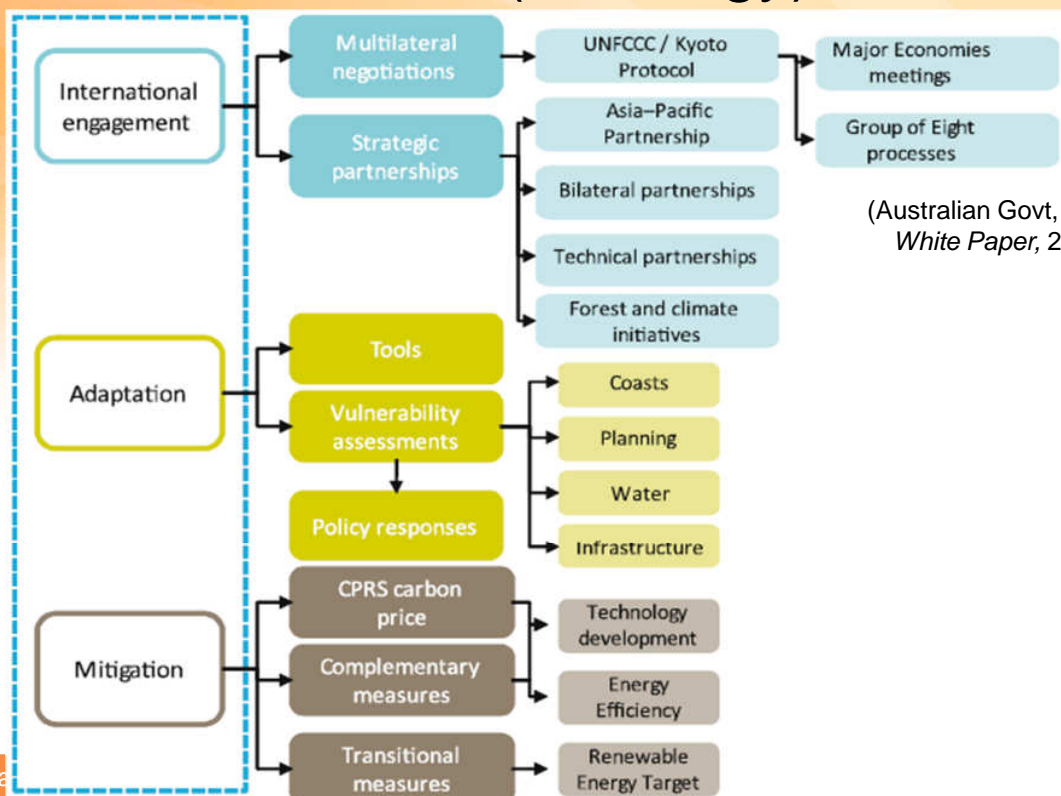 International
engagement
Multilateral
negotiations
UNFCCC / Kyoto
Protocol
Major Economies
meetings
Group of Eight
processes
Strategic
partnerships
Asia–Pacific
Partnership
Bilateral partnerships
Technical partnerships
Forest and climate
initiatives
(Australian Govt,
White Paper, 2
Adaptation
Tools
Vulnerability
assessments
Policy responses
Coasts
Planning
Water
Infrastructure
Mitigation
CPRS carbon
price
Complementary
measures
Transitional
measures
Technology
development
Energy
Efficiency
Renewable
Energy Target